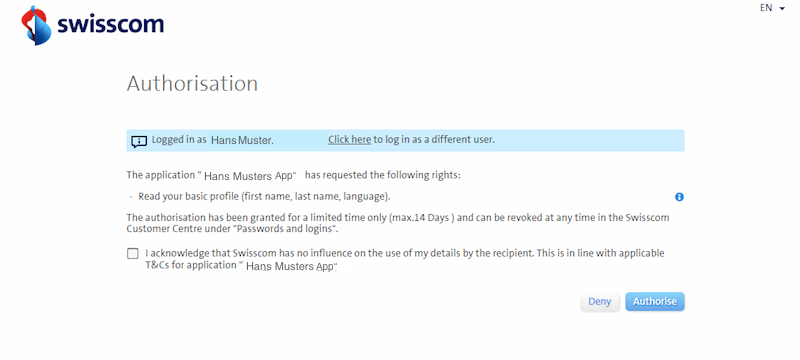 EN
swisscom
Authorisation
Logged in as Hans Muster. Click here to log in as a different user.
The application " Hans Musters App" has requested the following rights:
- Read your basic profile (first name, last name, language).
The authorisation has been granted for a limited time only (max.14 Days ) and can be revoked at any time in the Swisscom
Customer Centre under "Passwords and logins".
I acknowledge that Swisscom has no influence on the use of my details by the recipient. This is in line with applicable
T&Cs for application " Hans Musters App"
Deny Authorise